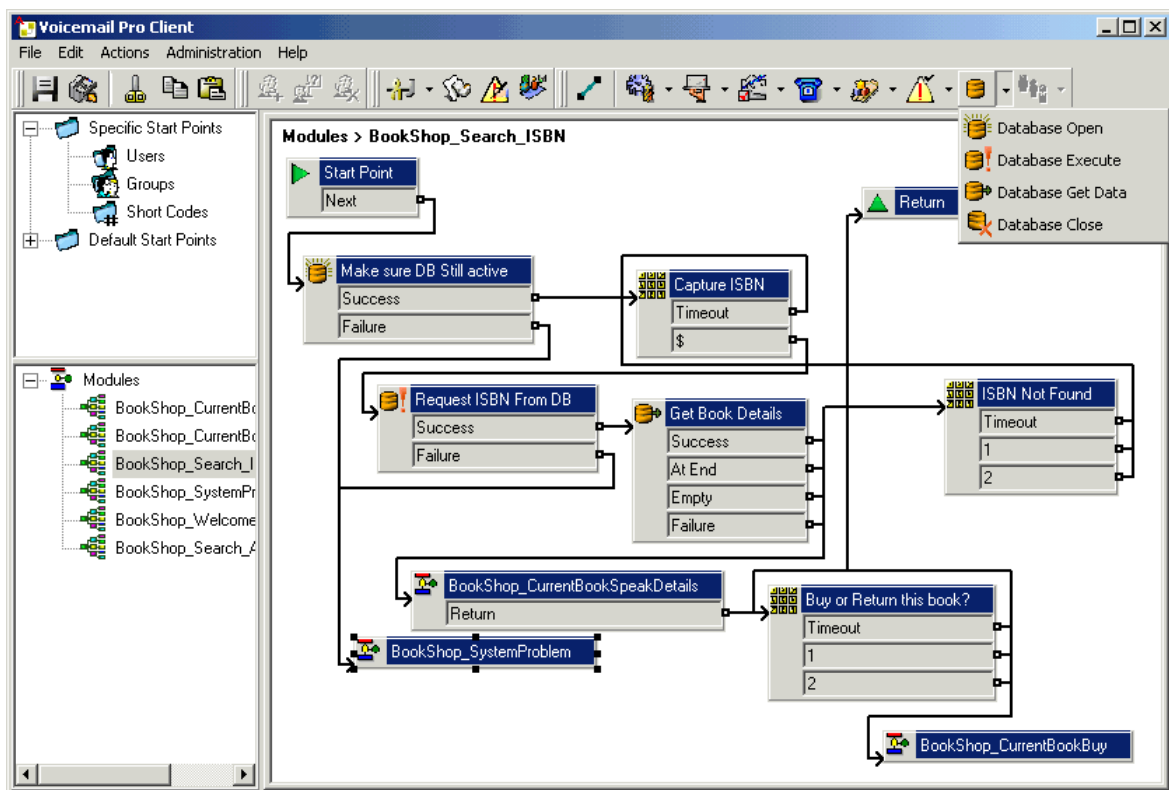 Voicemail Pro Client
File Edit Actions Administration Help
Database Open
Database Execute
Database Get Data
Database Close
Specific Start Points
Users
Groups
Short Codes
Default Start Points
Modules
BookShop_CurrentBo
BookShop_CurrentBo
BookShop_Search_I
BookShop_SystemPr
BookShop_Welcome
BookShop_Search_A
Modules > BookShop_Search_ISBN
Start Point
Next
Return
Make sure DB Still active
Success
Failure
Capture ISBN
Timeout
$
Request ISBN From DB
Success
Failure
Get Book Details
Success
At End
Empty
Failure
ISBN Not Found
Timeout
1
2
BookShop_CurrentBookSpeakDetails
Return
BookShop_SystemProblem
Buy or Return this book?
Timeout
1
2
BookShop_CurrentBookBuy